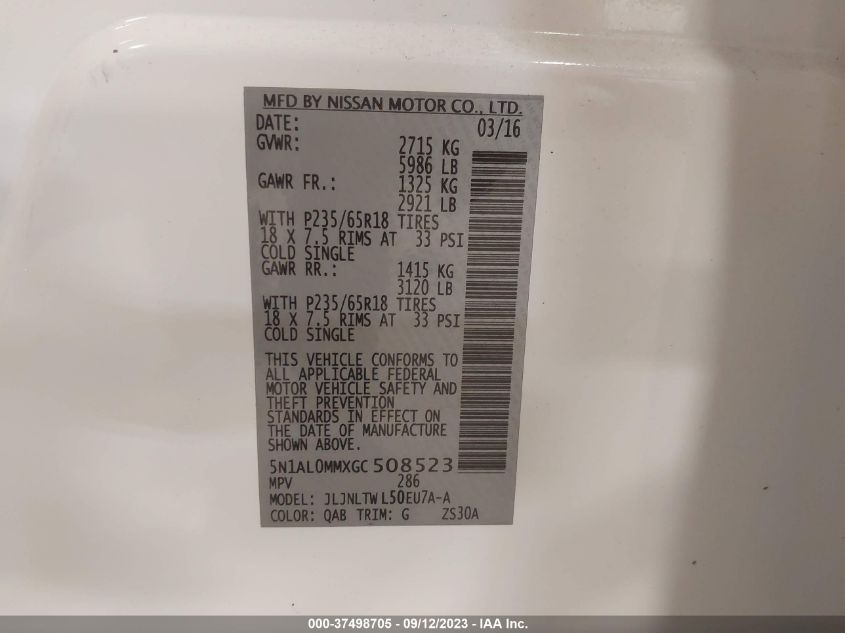 MFD BY NISSAN MOTOR CO., LTD.
DATE: 03/16
GVWR: 2715 KG
5986 LB
GAWR FR.: 1325 KG
2921 LB
WITH P235/65R18 TIRES
18 X 7.5 RIMS AT 33 PSI
COLD SINGLE
GAWR RR.: 1415 KG
3120 LB
WITH P235/65R18 TIRES
18 X 7.5 RIMS AT 33 PSI
COLD SINGLE
THIS VEHICLE CONFORMS TO
ALL APPLICABLE FEDERAL
MOTOR VEHICLE SAFETY AND
THEFT PREVENTION
STANDARDS IN EFFECT ON
THE DATE OF MANUFACTURE
SHOWN ABOVE.
5N1AL0MMXGC508523
MPV 286
MODEL: JLJNLTWL50EU7A-A
COLOR: QAB TRIM: G ZS30A
000-37498705 - 09/12/2023 - IAA Inc.